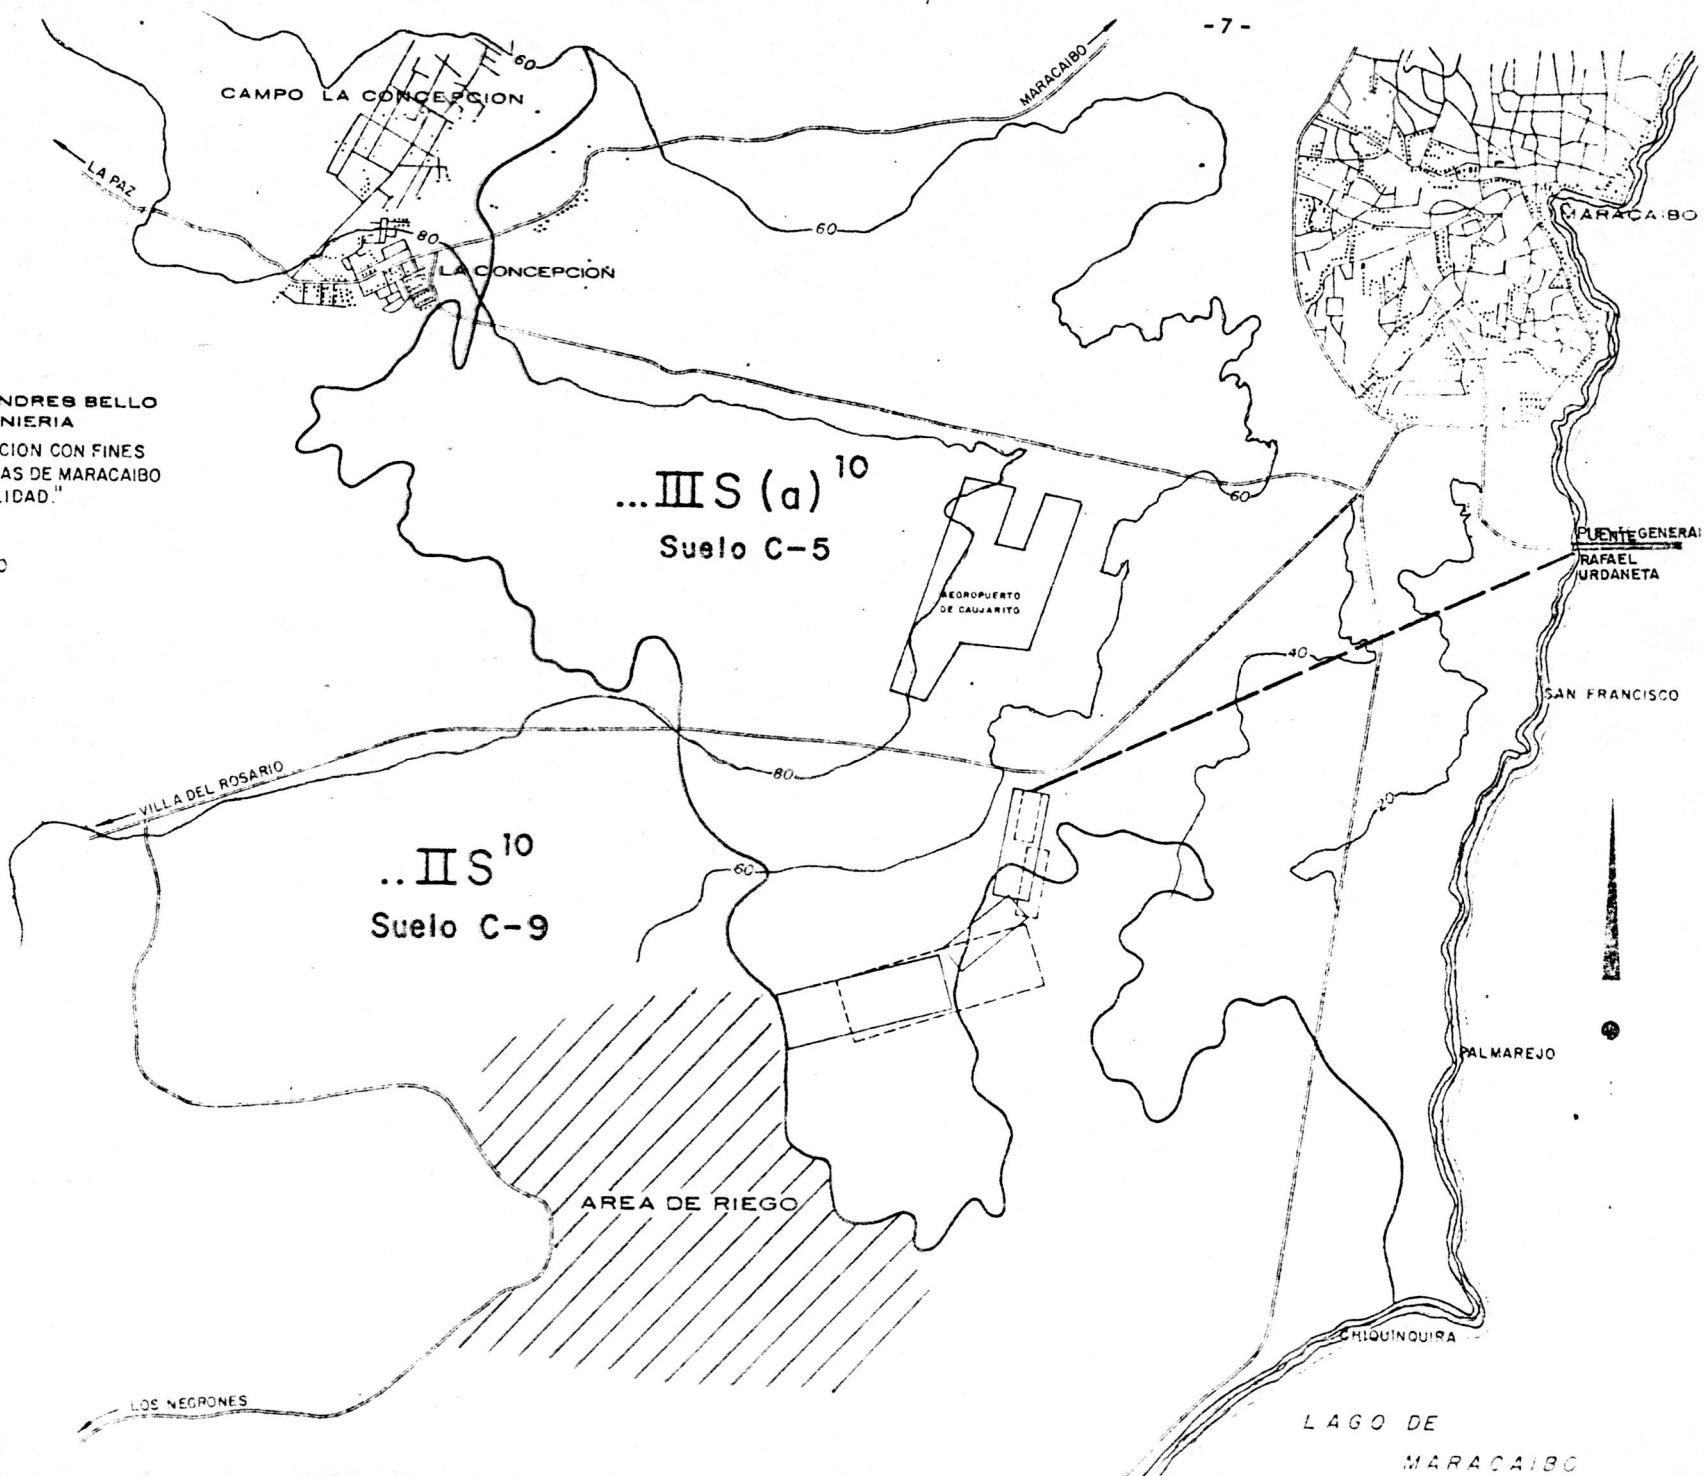 -7-
CAMPO LA CONCEPCION
60
MARACAIBO
LA PAZ
MARACAIBO
80
60
LA CONCEPCION
NDRES BELLO
NIERIA
CION CON FINES
AS DE MARACAIBO
LIDAD."
O
...III S (a)¹⁰
Suelo C-5
60
PUENTE GENERAL
RAFAEL
URDANETA
AEOROPUERTO
DE CAUJARITO
40
SAN FRANCISCO
80
VILLA DEL ROSARIO
20
..II S¹⁰
Suelo C-9
60
PALMAREJO
AREA DE RIEGO
CHIQUINQUIRA
LOS NEGRONES
LAGO DE
MARACAIBO